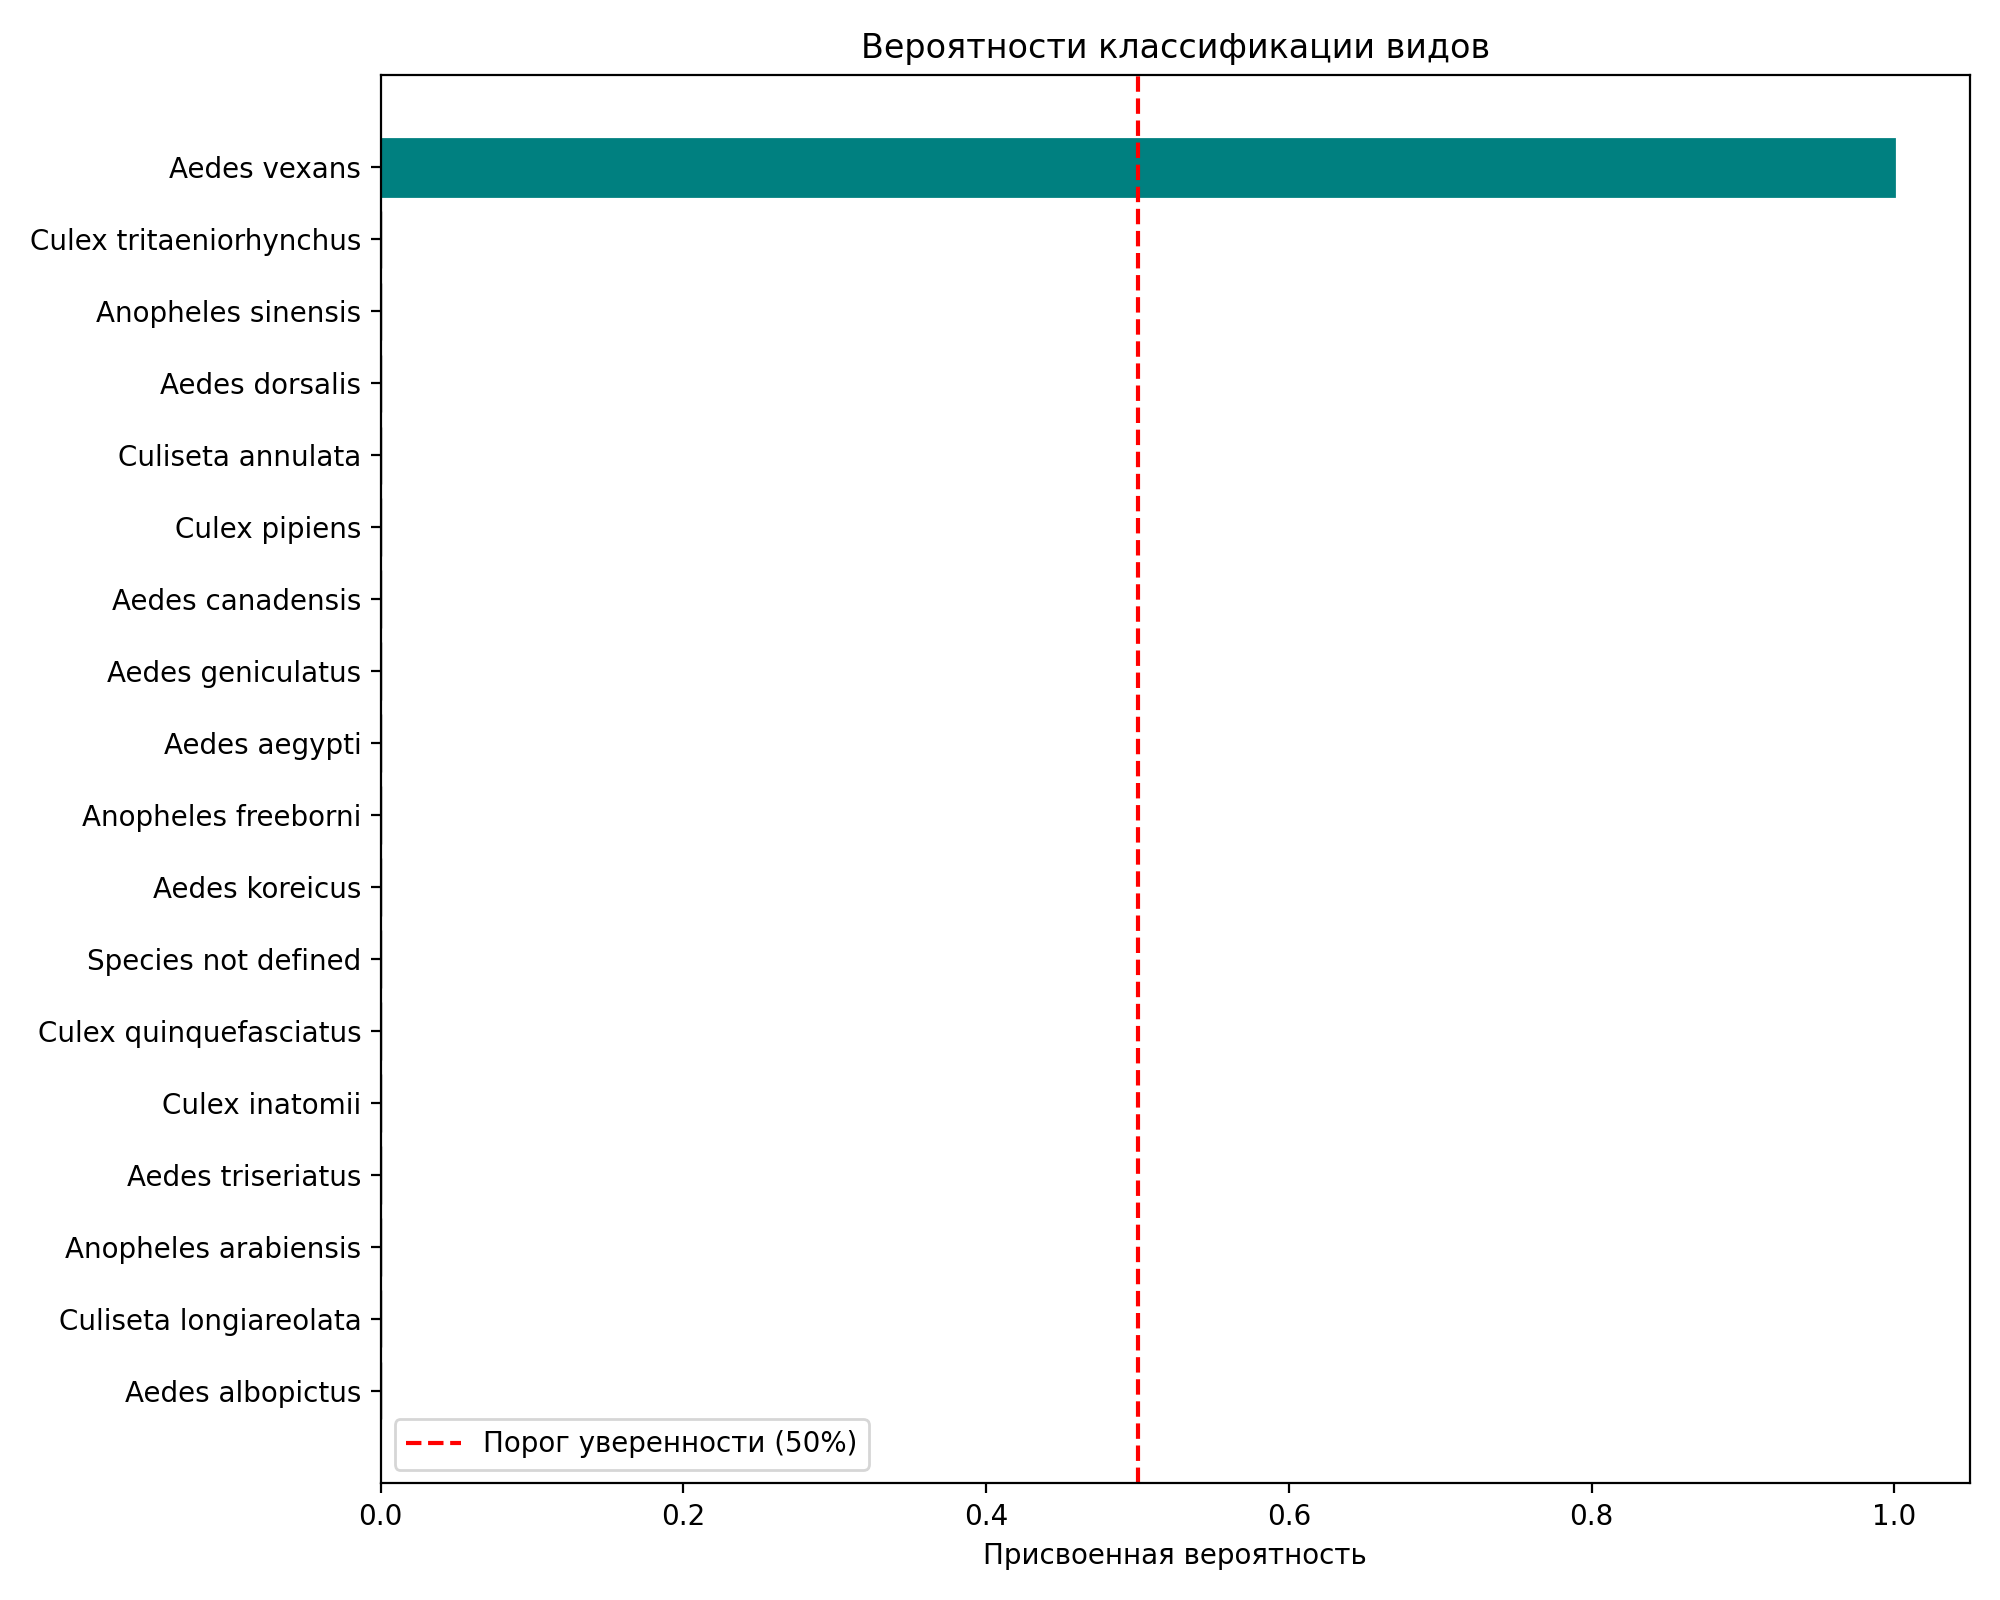 Вероятности классификации видов
Aedes vexans
Culex tritaeniorhynchus
Anopheles sinensis
Aedes dorsalis
Culiseta annulata
Culex pipiens
Aedes canadensis
Aedes geniculatus
Aedes aegypti
Anopheles freeborni
Aedes koreicus
Species not defined
Culex quinquefasciatus
Culex inatomii
Aedes triseriatus
Anopheles arabiensis
Culiseta longiareolata
Aedes albopictus
Порог уверенности (50%)
0.0 0.2 0.4 0.6 0.8 1.0
Присвоенная вероятность